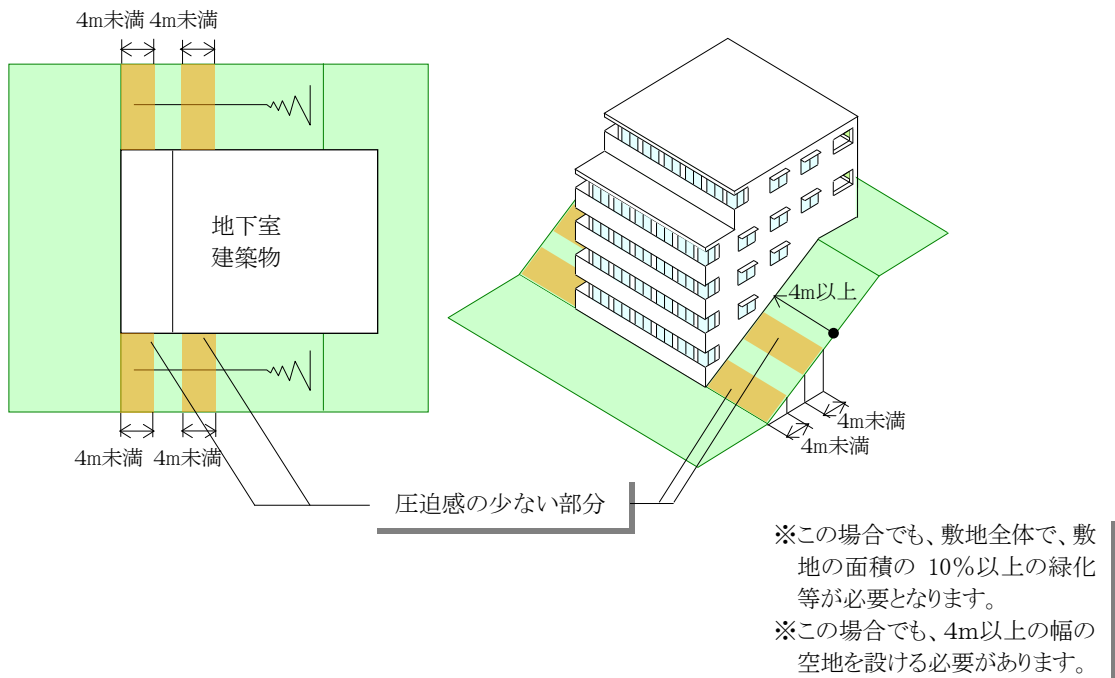 4m未満 4m未満
地下室
建築物
4m以上
4m未満
4m未満
4m未満 4m未満
圧迫感の少ない部分
※この場合でも、敷地全体で、敷
地の面積の 10%以上の緑化
等が必要となります。
※この場合でも、4m以上の幅の
空地を設ける必要があります。